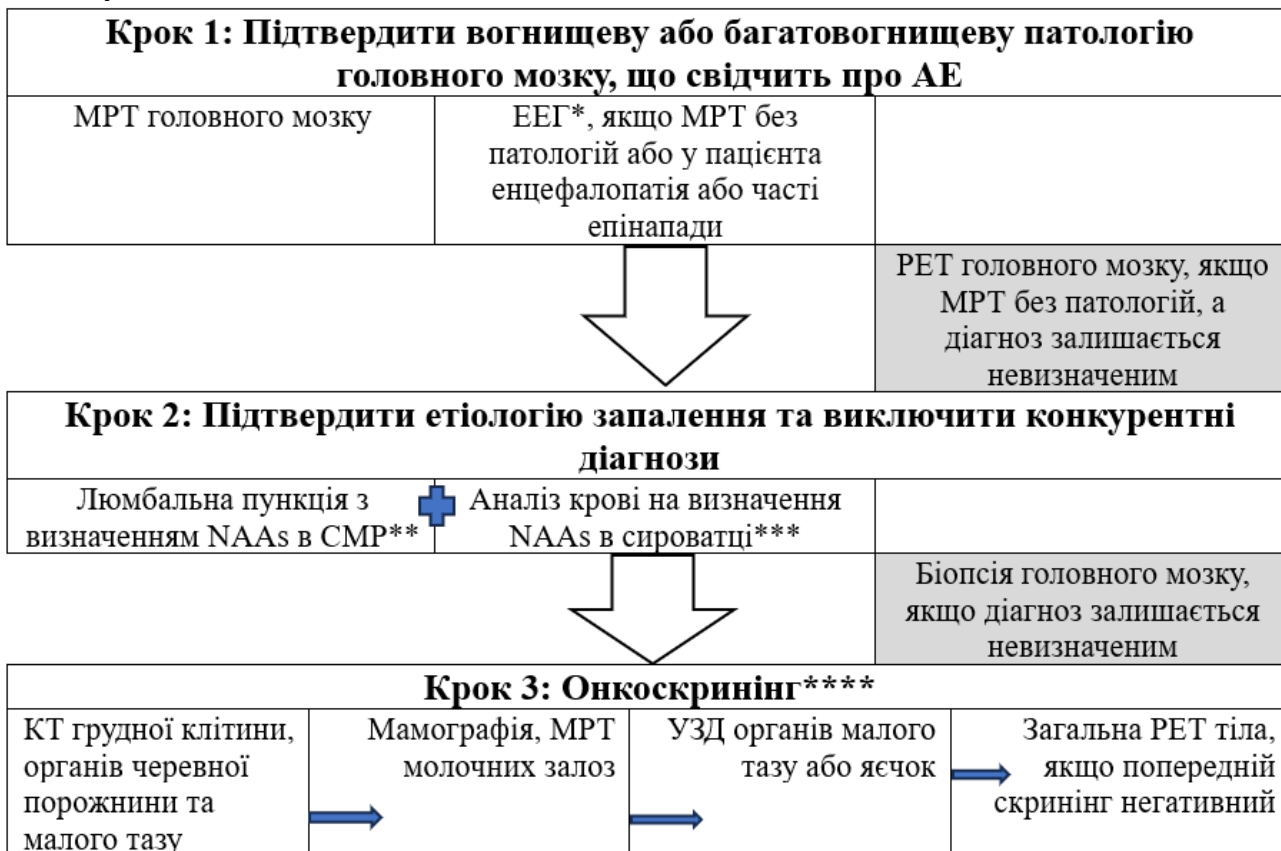 Крок 1: Підтвердити вогнищеву або багатовогнищеву патологію
головного мозку, що свідчить про АЕ
МРТ головного мозку
ЕЕГ*, якщо МРТ без
патологій або у пацієнта
енцефалопатія або часті
епінапади
РЕТ головного мозку, якщо
МРТ без патологій, а
діагноз залишається
невизначеним
Крок 2: Підтвердити етіологію запалення та виключити конкурентні
діагнози
Люмбальна пункція з
визначенням NAAs в СМР**
Аналіз крові на визначення
NAAs в сироватці***
Біопсія головного мозку,
якщо діагноз залишається
невизначеним
Крок 3: Онкоскринінг****
КТ грудної клітини,
органів черевної
порожнини та
малого тазу
Мамографія, МРТ
молочних залоз
УЗД органів малого
тазу або яєчок
Загальна РЕТ тіла,
якщо попередній
скринінг негативний